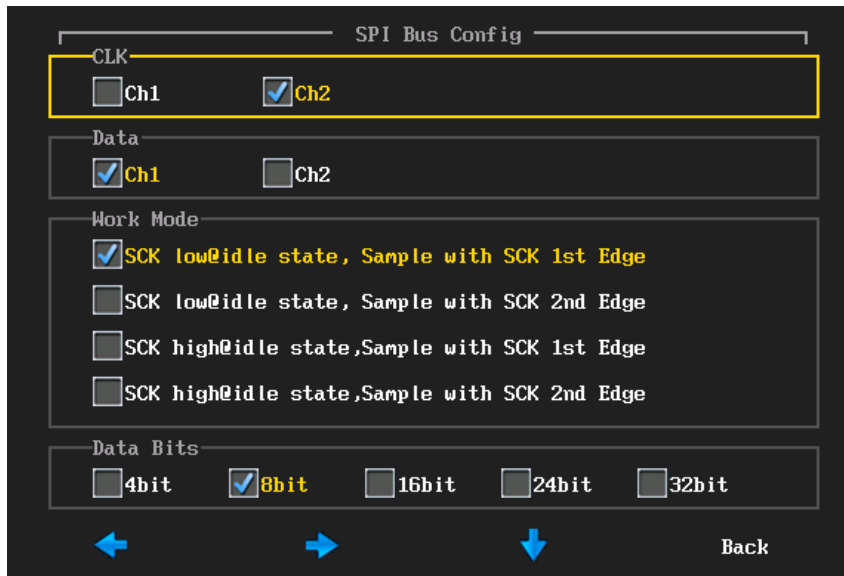 SPI Bus Config
CLK
Ch1 Ch2
Data
Ch1 Ch2
Work Mode
SCK low@idle state, Sample with SCK 1st Edge
SCK low@idle state, Sample with SCK 2nd Edge
SCK high@idle state,Sample with SCK 1st Edge
SCK high@idle state,Sample with SCK 2nd Edge
Data Bits
4bit 8bit 16bit 24bit 32bit
Back